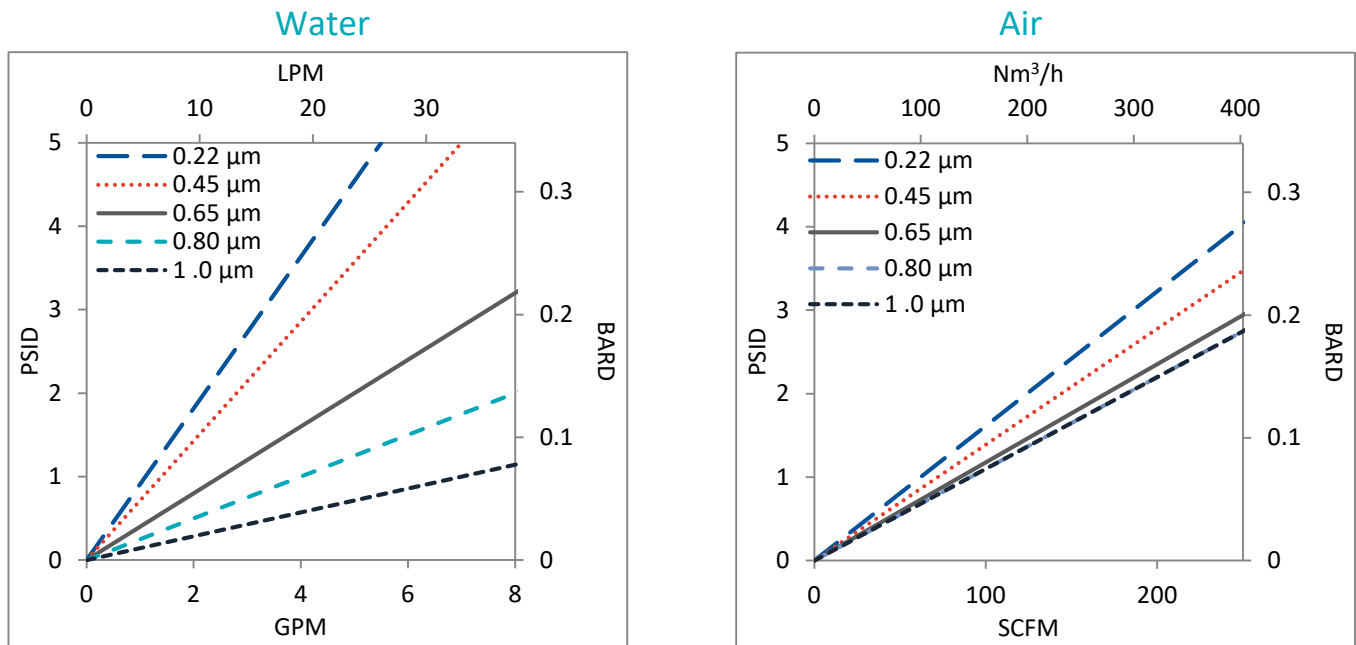 Water
LPM
0 10 20 30
5
4
3
2
1
0
PSID
0.22 µm
0.45 µm
0.65 µm
0.80 µm
1 .0 µm
0.3
0.2
0.1
0
BARD
0 2 4 6 8
GPM
Air
Nm³/h
0 100 200 300 400
5
4
3
2
1
0
PSID
0.22 µm
0.45 µm
0.65 µm
0.80 µm
1 .0 µm
0.3
0.2
0.1
0
BARD
0 100 200
SCFM